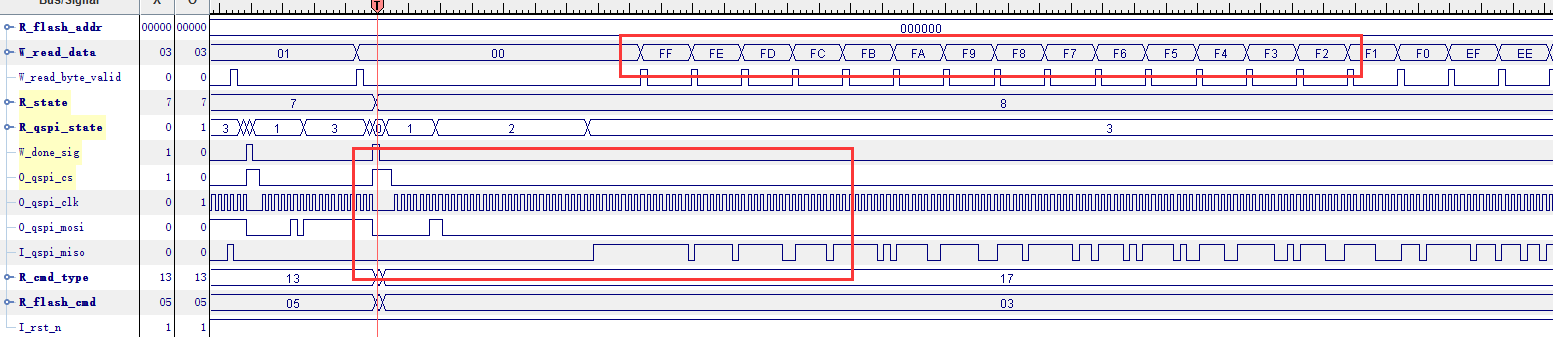 Bus/Signal X O
T
R_flash_addr 00000 00000 000000
W_read_data 03 03 01 00 FF FE FD FC FB FA F9 F8 F7 F6 F5 F4 F3 F2 F1 F0 EF EE
W_read_byte_valid 0 0
R_state 7 7 7 8
R_qspi_state 0 1 3 1 3 0 1 2 3
W_done_sig 1 0
O_qspi_cs 1 0
O_qspi_clk 0 1
O_qspi_mosi 0 0
I_qspi_miso 0 0
R_cmd_type 13 13 13 17
R_flash_cmd 05 05 05 03
I_rst_n 1 1